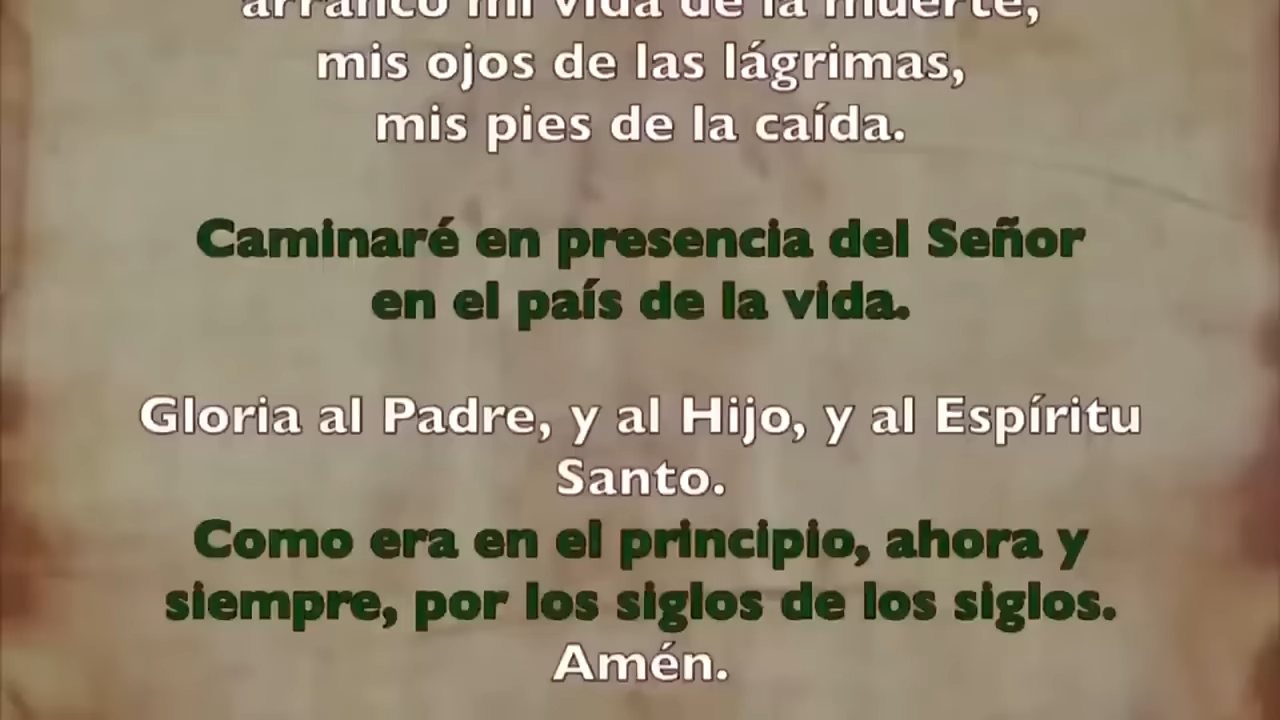 arrancó mi vida de la muerte,
mis ojos de las lágrimas,
mis pies de la caída.
Caminaré en presencia del Señor
en el país de la vida.
Gloria al Padre, y al Hijo, y al Espíritu
Santo.
Como era en el principio, ahora y
siempre, por los siglos de los siglos.
Amén.